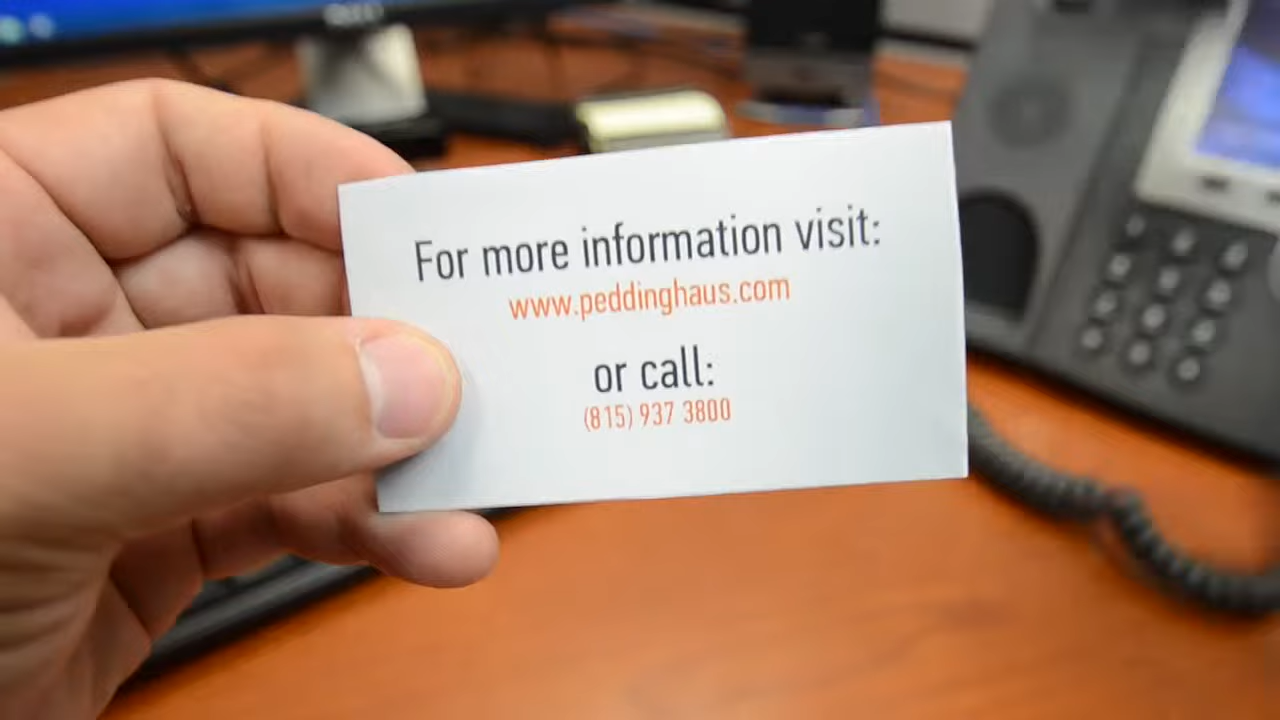 For more information visit:
www.peddinghaus.com
or call:
(815) 937 3800